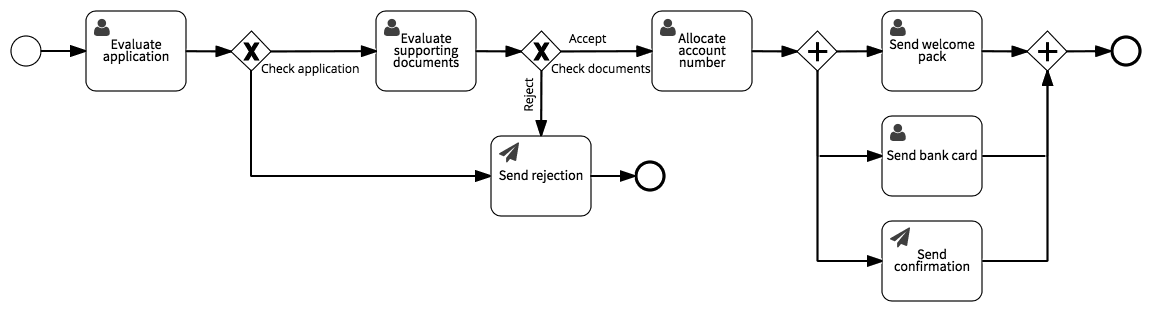 Evaluate
application
Check application
Evaluate
supporting
documents
Accept
Check documents
Reject
Allocate
account
number
Send welcome
pack
Send bank card
Send rejection
Send
confirmation